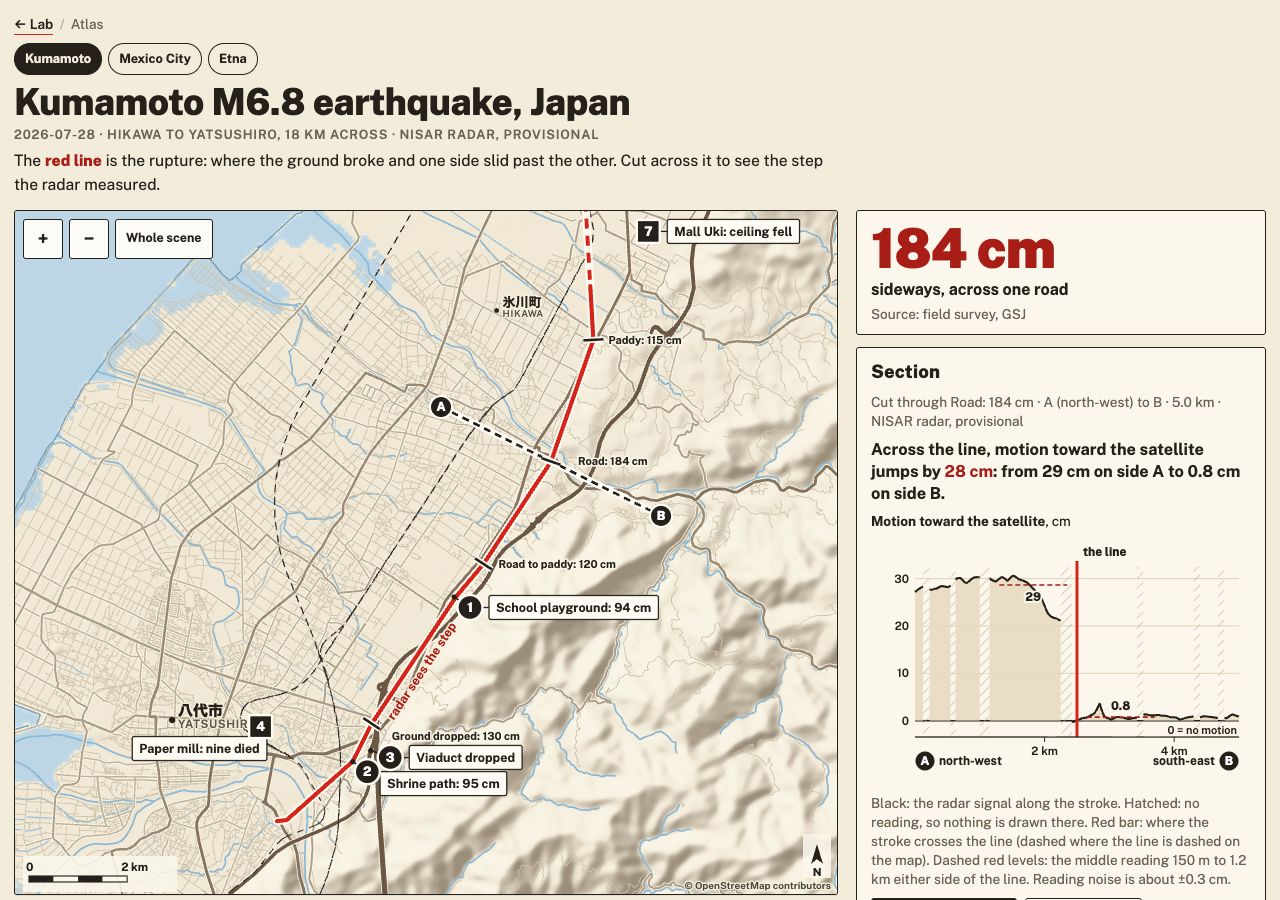 ← Lab / Atlas
Kumamoto Mexico City Etna
Kumamoto M6.8 earthquake, Japan
2026-07-28 · HIKAWA TO YATSUSHIRO, 18 KM ACROSS · NISAR RADAR, PROVISIONAL
The red line is the rupture: where the ground broke and one side slid past the other. Cut across it to see the step
the radar measured.
+ − Whole scene
7 Mall Uki: ceiling fell
氷川町
HIKAWA
Paddy: 115 cm
A
Road: 184 cm
B
Road to paddy: 120 cm
1 School playground: 94 cm
radar sees the step
八代市
YATSUSHIR
4
Paper mill: nine died
Ground dropped: 130 cm
3 Viaduct dropped
2
Shrine path: 95 cm
0 2 km
N
© OpenStreetMap contributors
184 cm
sideways, across one road
Source: field survey, GSJ
Section
Cut through Road: 184 cm · A (north-west) to B · 5.0 km ·
NISAR radar, provisional
Across the line, motion toward the satellite
jumps by 28 cm: from 29 cm on side A to 0.8 cm
on side B.
Motion toward the satellite, cm
the line
30
29
20
10
0.8
0
0 = no motion
2 km 4 km
A north-west south-east B
Black: the radar signal along the stroke. Hatched: no
reading, so nothing is drawn there. Red bar: where the
stroke crosses the line (dashed where the line is dashed on
the map). Dashed red levels: the middle reading 150 m to 1.2
km either side of the line. Reading noise is about ±0.3 cm.